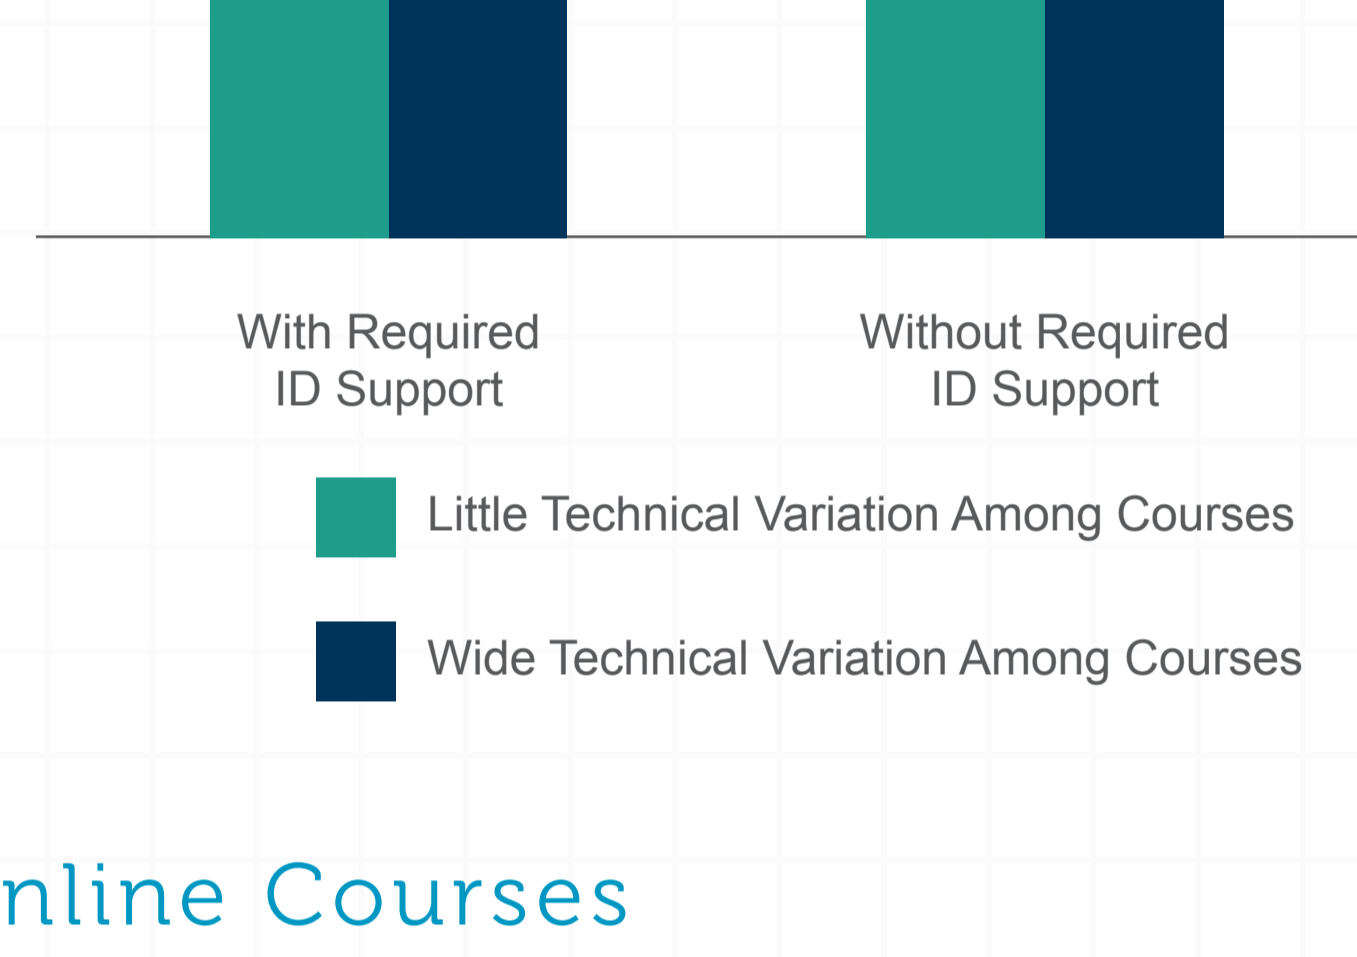 With Required
ID Support
Without Required
ID Support
Little Technical Variation Among Courses
Wide Technical Variation Among Courses
nline Courses